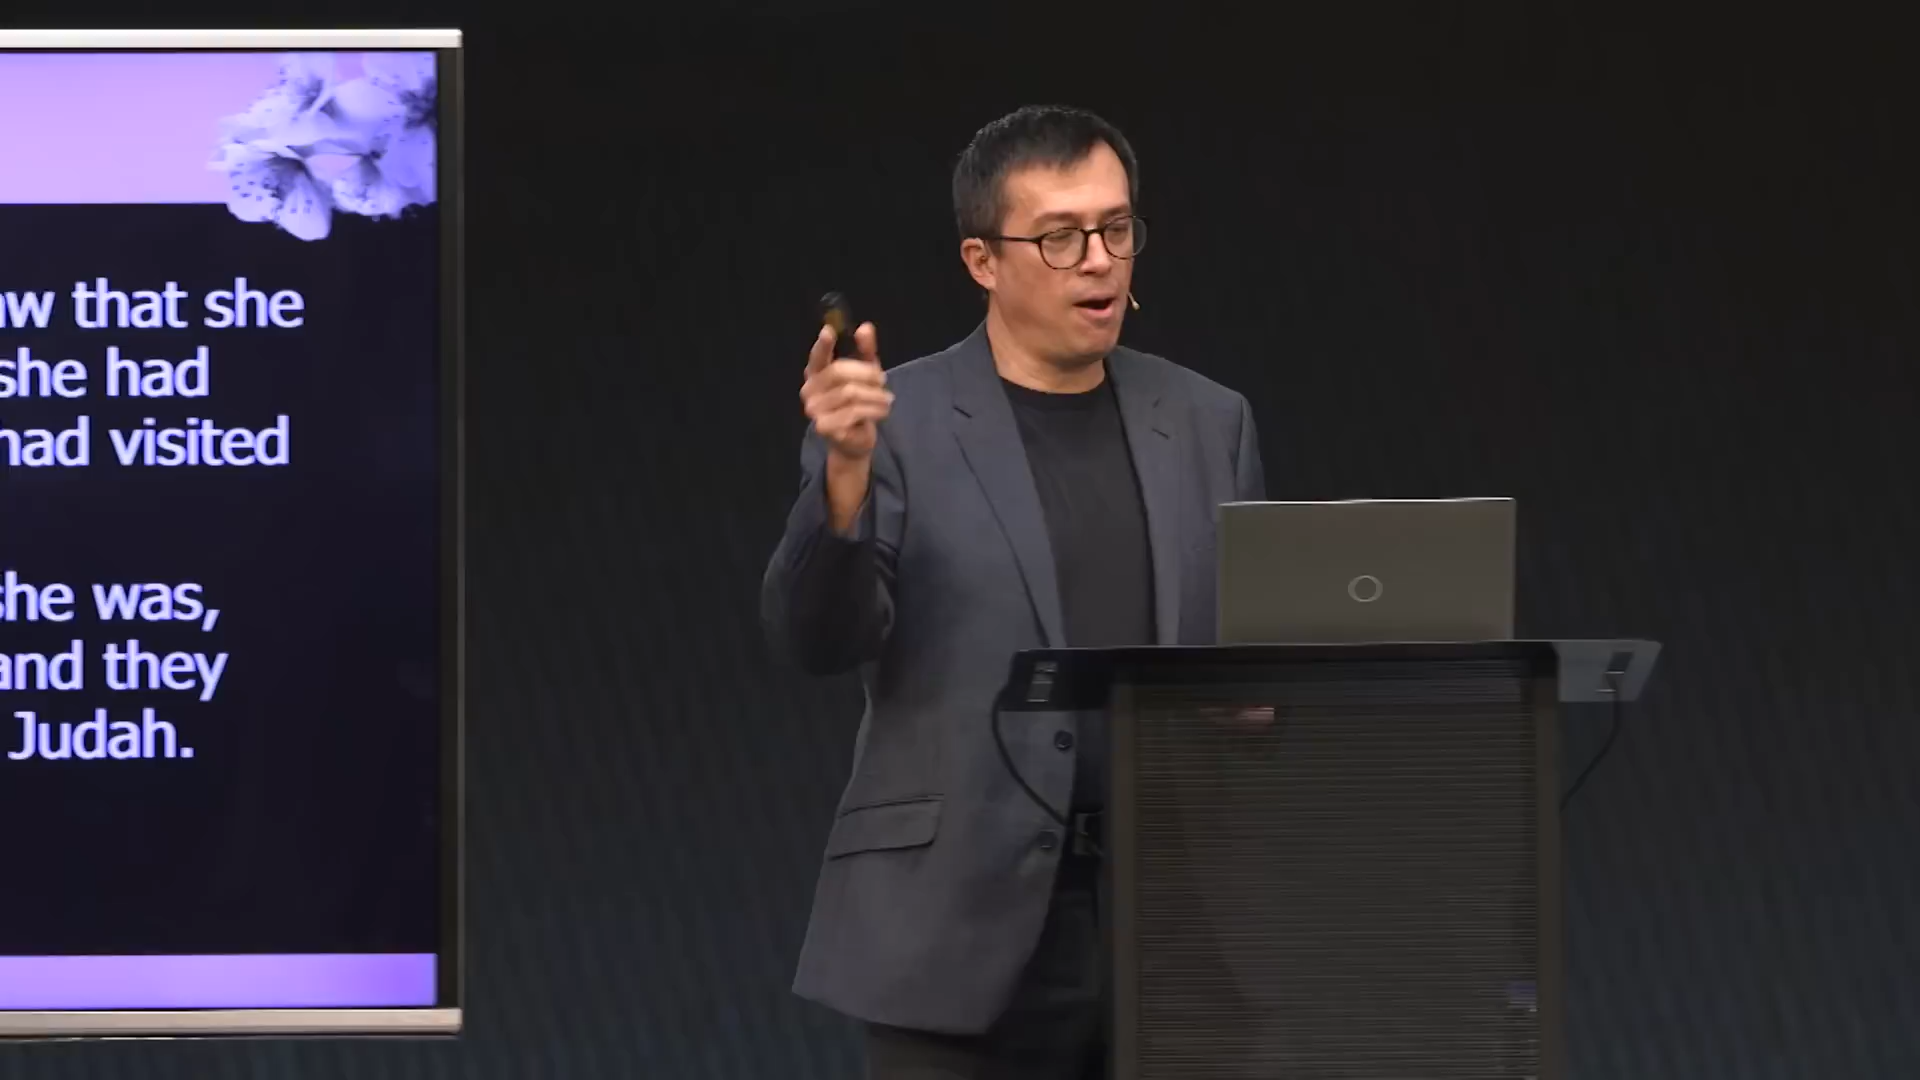 that she
she had
had visited
she was,
and they
Judah.